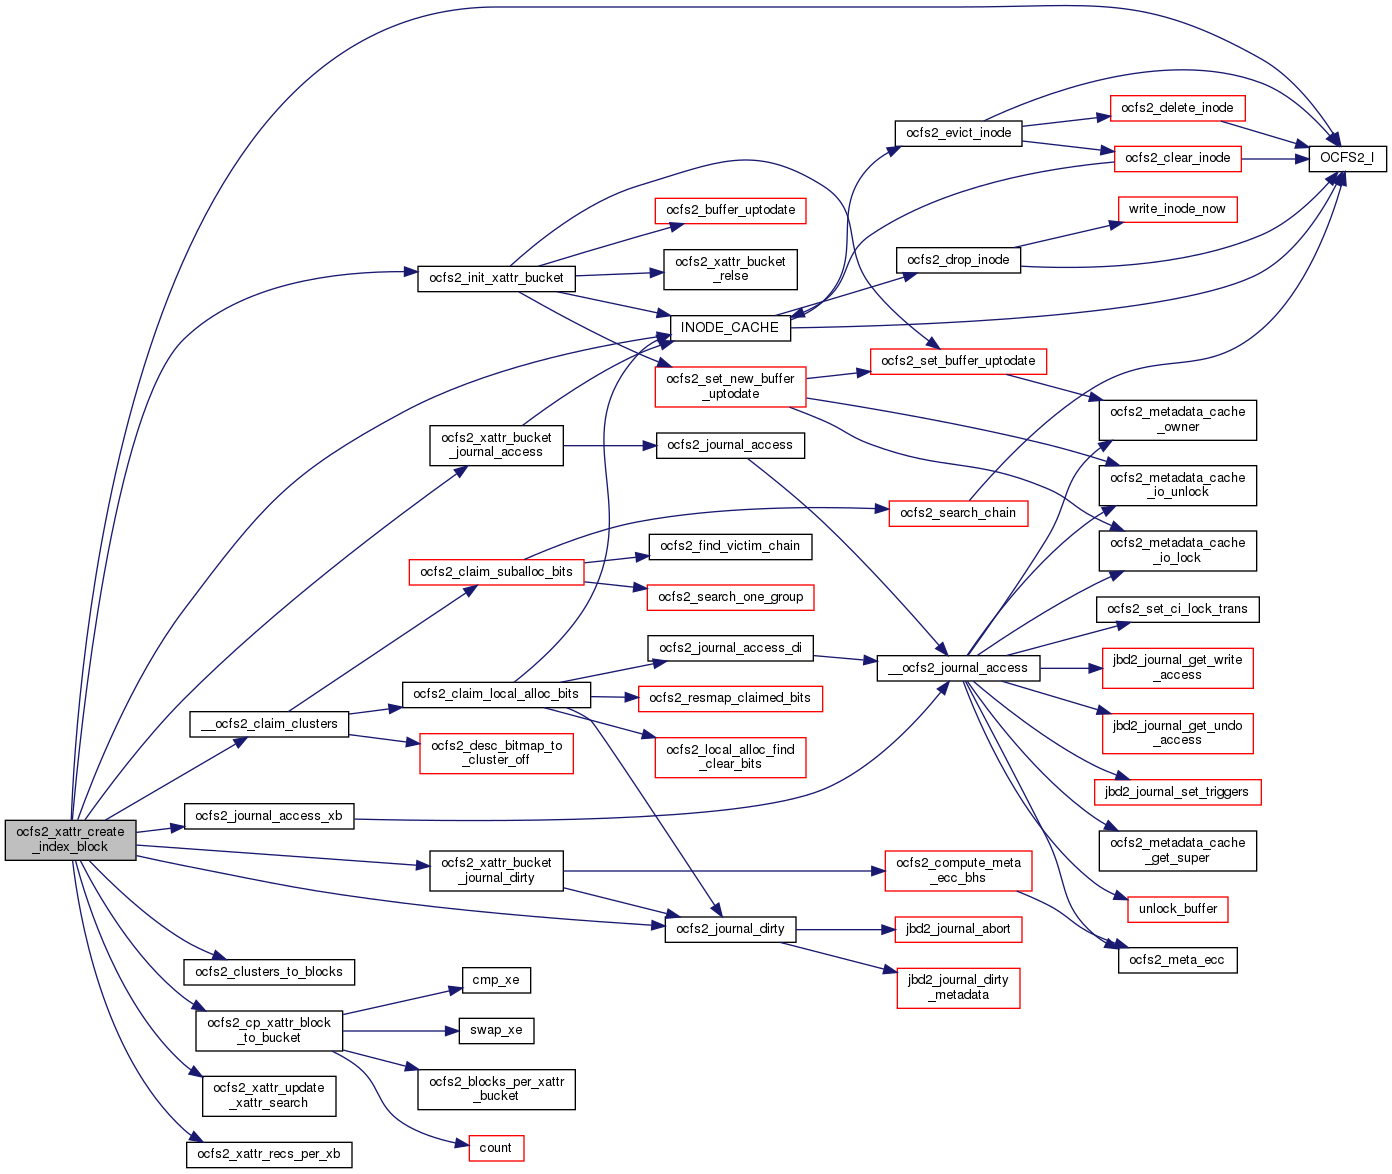 ocfs2_xattr_create
_index_block
ocfs2_init_xattr_bucket
ocfs2_xattr_bucket
_journal_access
__ocfs2_claim_clusters
ocfs2_journal_access_xb
ocfs2_xattr_bucket
_journal_dirty
ocfs2_clusters_to_blocks
ocfs2_cp_xattr_block
_to_bucket
ocfs2_xattr_update
_xattr_search
ocfs2_xattr_recs_per_xb
ocfs2_claim_suballoc_bits
ocfs2_claim_local_alloc_bits
ocfs2_desc_bitmap_to
_cluster_off
cmp_xe
swap_xe
ocfs2_blocks_per_xattr
_bucket
count
ocfs2_buffer_uptodate
ocfs2_xattr_bucket
_relse
INODE_CACHE
ocfs2_set_new_buffer
_uptodate
ocfs2_journal_access
ocfs2_find_victim_chain
ocfs2_search_one_group
ocfs2_journal_access_di
ocfs2_resmap_claimed_bits
ocfs2_local_alloc_find
_clear_bits
ocfs2_journal_dirty
ocfs2_evict_inode
ocfs2_drop_inode
ocfs2_set_buffer_uptodate
ocfs2_search_chain
__ocfs2_journal_access
ocfs2_compute_meta
_ecc_bhs
jbd2_journal_abort
jbd2_journal_dirty
_metadata
ocfs2_delete_inode
ocfs2_clear_inode
write_inode_now
ocfs2_metadata_cache
_owner
ocfs2_metadata_cache
_io_unlock
ocfs2_metadata_cache
_io_lock
ocfs2_set_ci_lock_trans
jbd2_journal_get_write
_access
jbd2_journal_get_undo
_access
jbd2_journal_set_triggers
ocfs2_metadata_cache
_get_super
unlock_buffer
ocfs2_meta_ecc
OCFS2_I